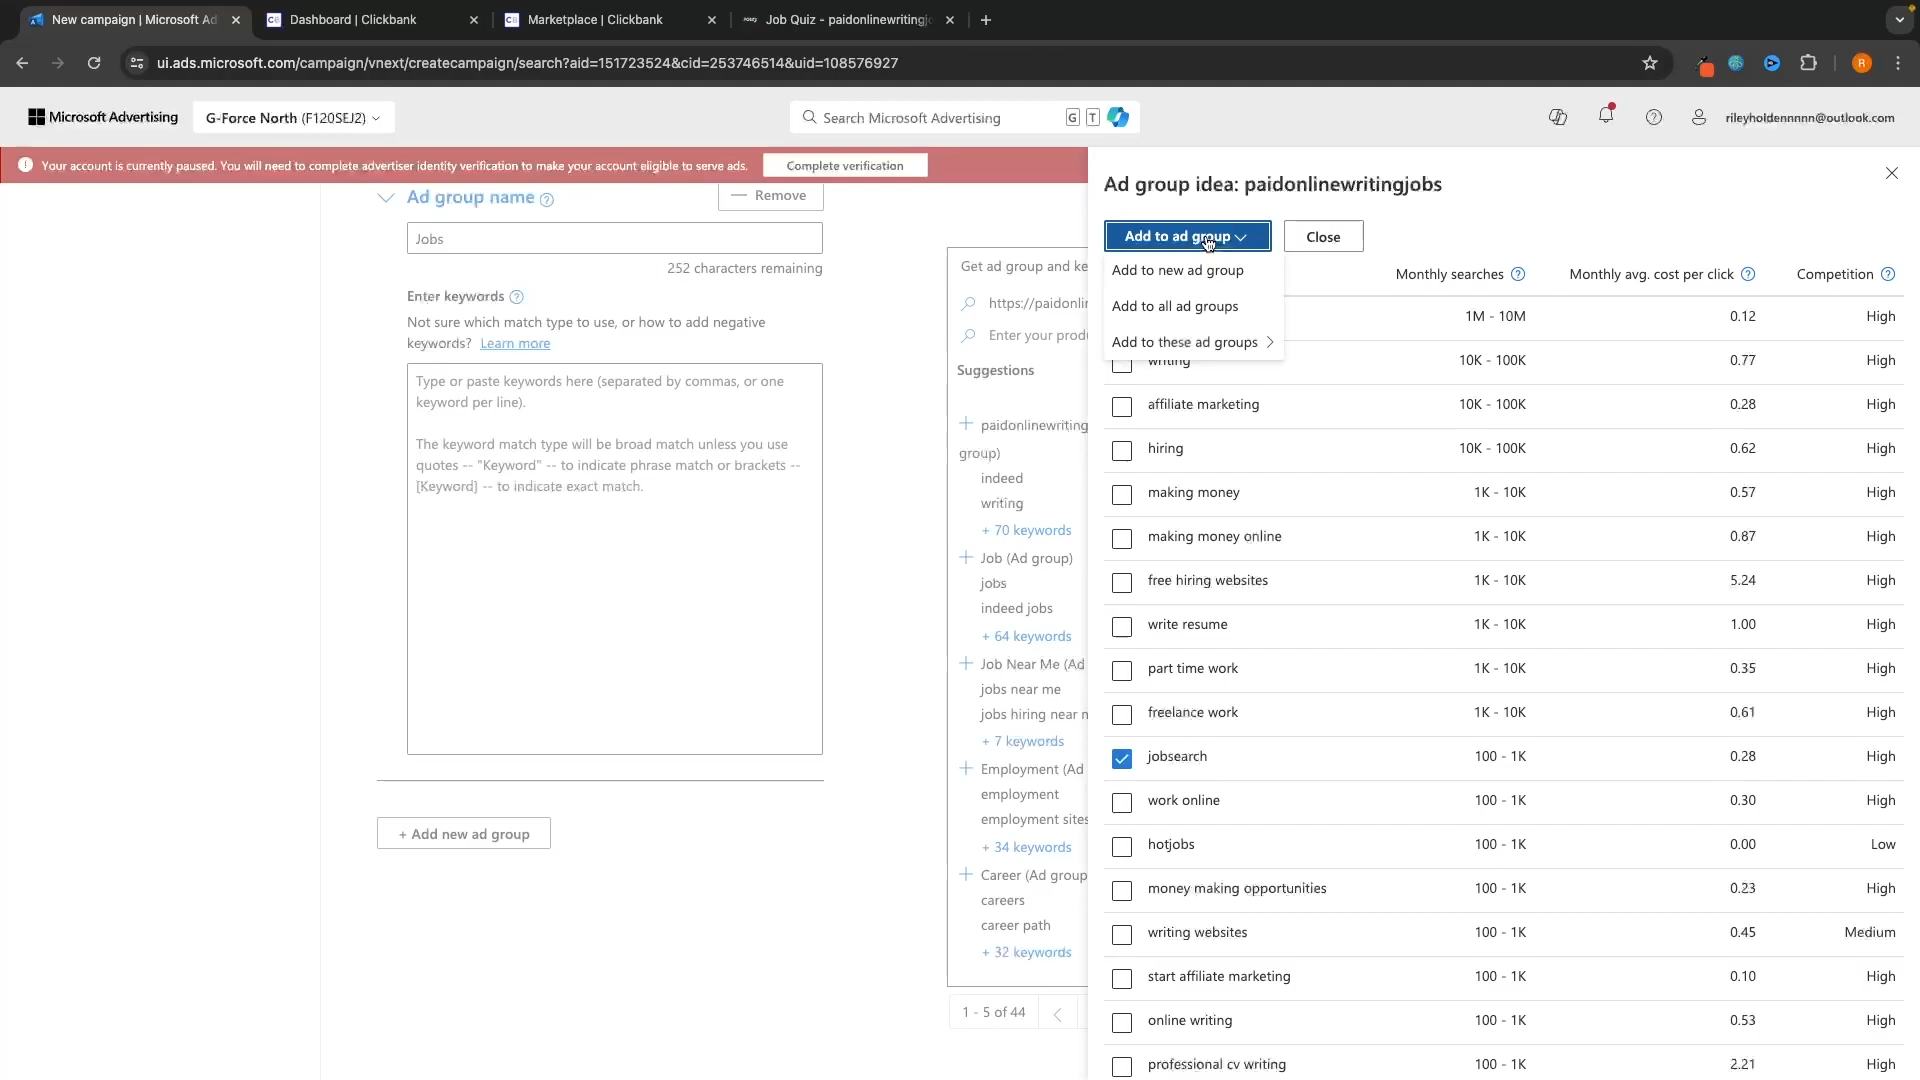 New campaign | Microsoft Ad
Dashboard | Clickbank
Marketplace | Clickbank
Job Quiz - paidonlinewritingjo
ui.ads.microsoft.com/campaign/vnext/createcampaign/search?aid=151723524&cid=253746514&uid=108576927
R
Microsoft Advertising
G-Force North (F120SEJ2)
Search Microsoft Advertising
G
T
rileyholdennnnn@outlook.com
Your account is currently paused. You will need to complete advertiser identity verification to make your account eligible to serve ads.
Complete verification
Ad group name
Remove
Jobs
252 characters remaining
Enter keywords
Not sure which match type to use, or how to add negative
keywords? Learn more
Type or paste keywords here (separated by commas, or one
keyword per line).
The keyword match type will be broad match unless you use
quotes -- "Keyword" -- to indicate phrase match or brackets --
[Keyword] -- to indicate exact match.
+ Add new ad group
Get ad group and ke
https://paidonlin
Enter your produ
Suggestions
paidonlinewriting
group)
indeed
writing
+ 70 keywords
Job (Ad group)
jobs
indeed jobs
+ 64 keywords
Job Near Me (Ad
jobs near me
jobs hiring near m
+ 7 keywords
Employment (Ad
employment
employment sites
+ 34 keywords
Career (Ad group
careers
career path
+ 32 keywords
1 - 5 of 44
Ad group idea: paidonlinewritingjobs
Add to ad group
Close
Add to new ad group
Add to all ad groups
Add to these ad groups
Monthly searches
Monthly avg. cost per click
Competition
1M - 10M 0.12 High
writing 10K - 100K 0.77 High
affiliate marketing 10K - 100K 0.28 High
hiring 10K - 100K 0.62 High
making money 1K - 10K 0.57 High
making money online 1K - 10K 0.87 High
free hiring websites 1K - 10K 5.24 High
write resume 1K - 10K 1.00 High
part time work 1K - 10K 0.35 High
freelance work 1K - 10K 0.61 High
jobsearch 100 - 1K 0.28 High
work online 100 - 1K 0.30 High
hotjobs 100 - 1K 0.00 Low
money making opportunities 100 - 1K 0.23 High
writing websites 100 - 1K 0.45 Medium
start affiliate marketing 100 - 1K 0.10 High
online writing 100 - 1K 0.53 High
professional cv writing 100 - 1K 2.21 High